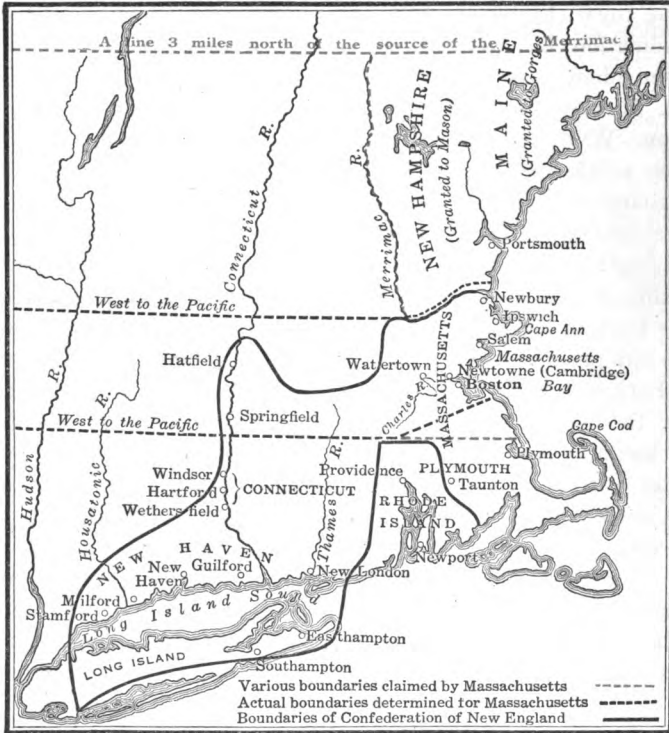 A line 3 miles north of the source of the Merrimac
MAINE
(Granted to Gorges)
NEW HAMPSHIRE
(Granted to Mason)
R.
Connecticut
R.
Merrimac
Portsmouth
West to the Pacific
Newbury
Ipswich
Cape Ann
Salem
Hatfield
Watertown
MASSACHUSETTS
Massachusetts
Bay
Newtowne (Cambridge)
Boston
Charles R.
Springfield
West to the Pacific
Cape Cod
Plymouth
R.
Hudson
R.
Housatonic
Windsor
Hartford
Wethersfield
CONNECTICUT
R.
Thames
Providence
PLYMOUTH
Taunton
RHODE
ISLAND
Newport
NEW HAVEN
New
Haven
Guilford
New London
Milford
Stamford
Long Island Sound
Easthampton
LONG ISLAND
Southampton
Various boundaries claimed by Massachusetts
Actual boundaries determined for Massachusetts
Boundaries of Confederation of New England